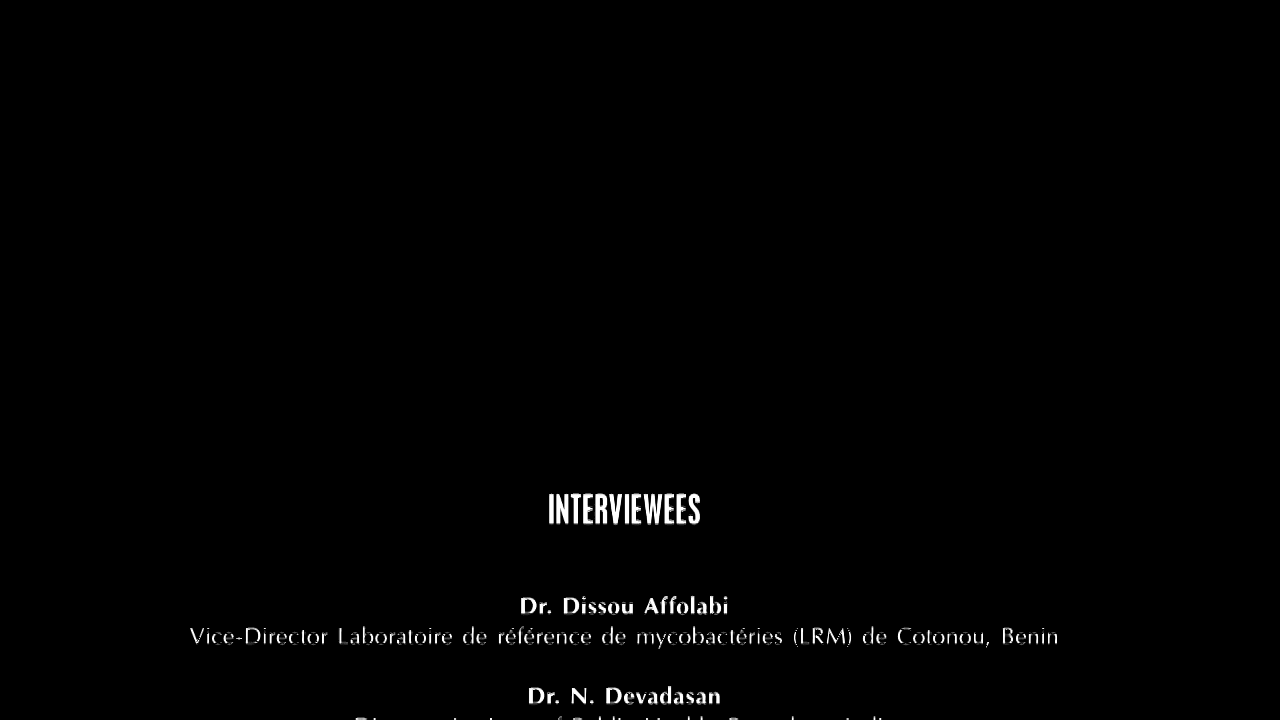 INTERVIEWEES
Dr. Dissou Affolabi
Vice-Director Laboratoire de référence de mycobactéries (LRM) de Cotonou, Benin
Dr. N. Devadasan